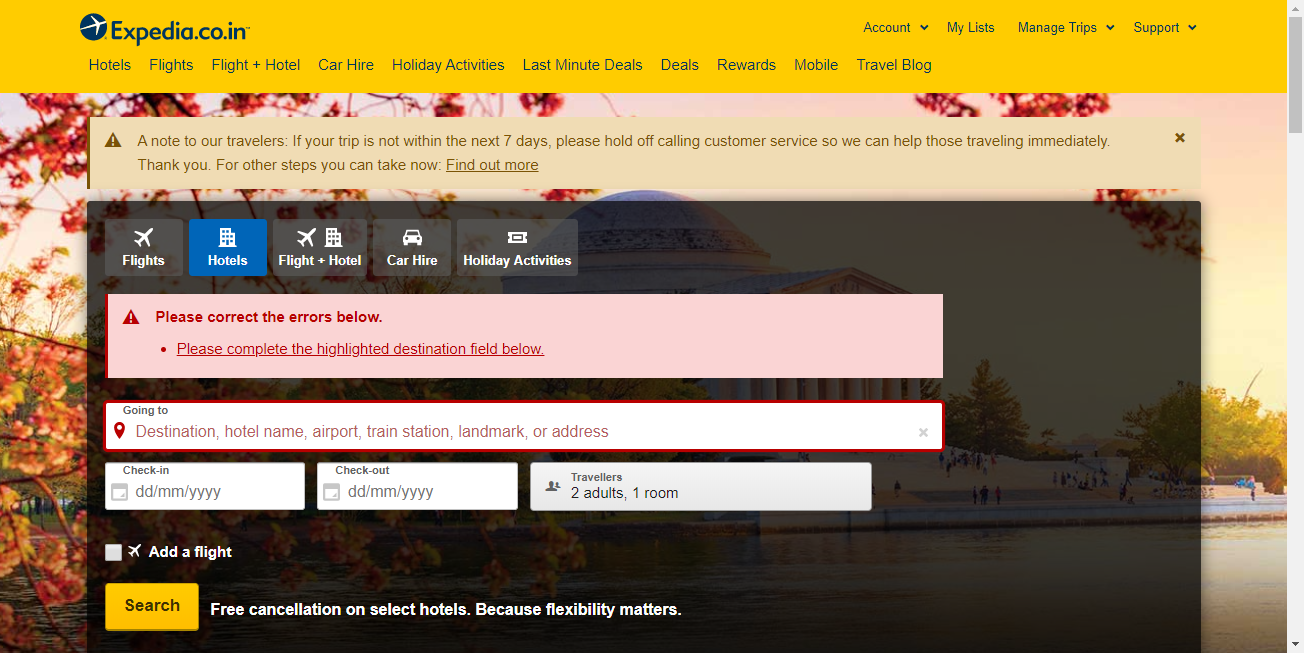 Expedia.co.in™
Account
My Lists
Manage Trips
Support
Hotels
Flights
Flight + Hotel
Car Hire
Holiday Activities
Last Minute Deals
Deals
Rewards
Mobile
Travel Blog
A note to our travelers: If your trip is not within the next 7 days, please hold off calling customer service so we can help those traveling immediately.
Thank you. For other steps you can take now: Find out more
Flights
Hotels
Flight + Hotel
Car Hire
Holiday Activities
Please correct the errors below.
Please complete the highlighted destination field below.
Going to
Destination, hotel name, airport, train station, landmark, or address
Check-in
dd/mm/yyyy
Check-out
dd/mm/yyyy
Travellers
2 adults, 1 room
Add a flight
Search
Free cancellation on select hotels. Because flexibility matters.